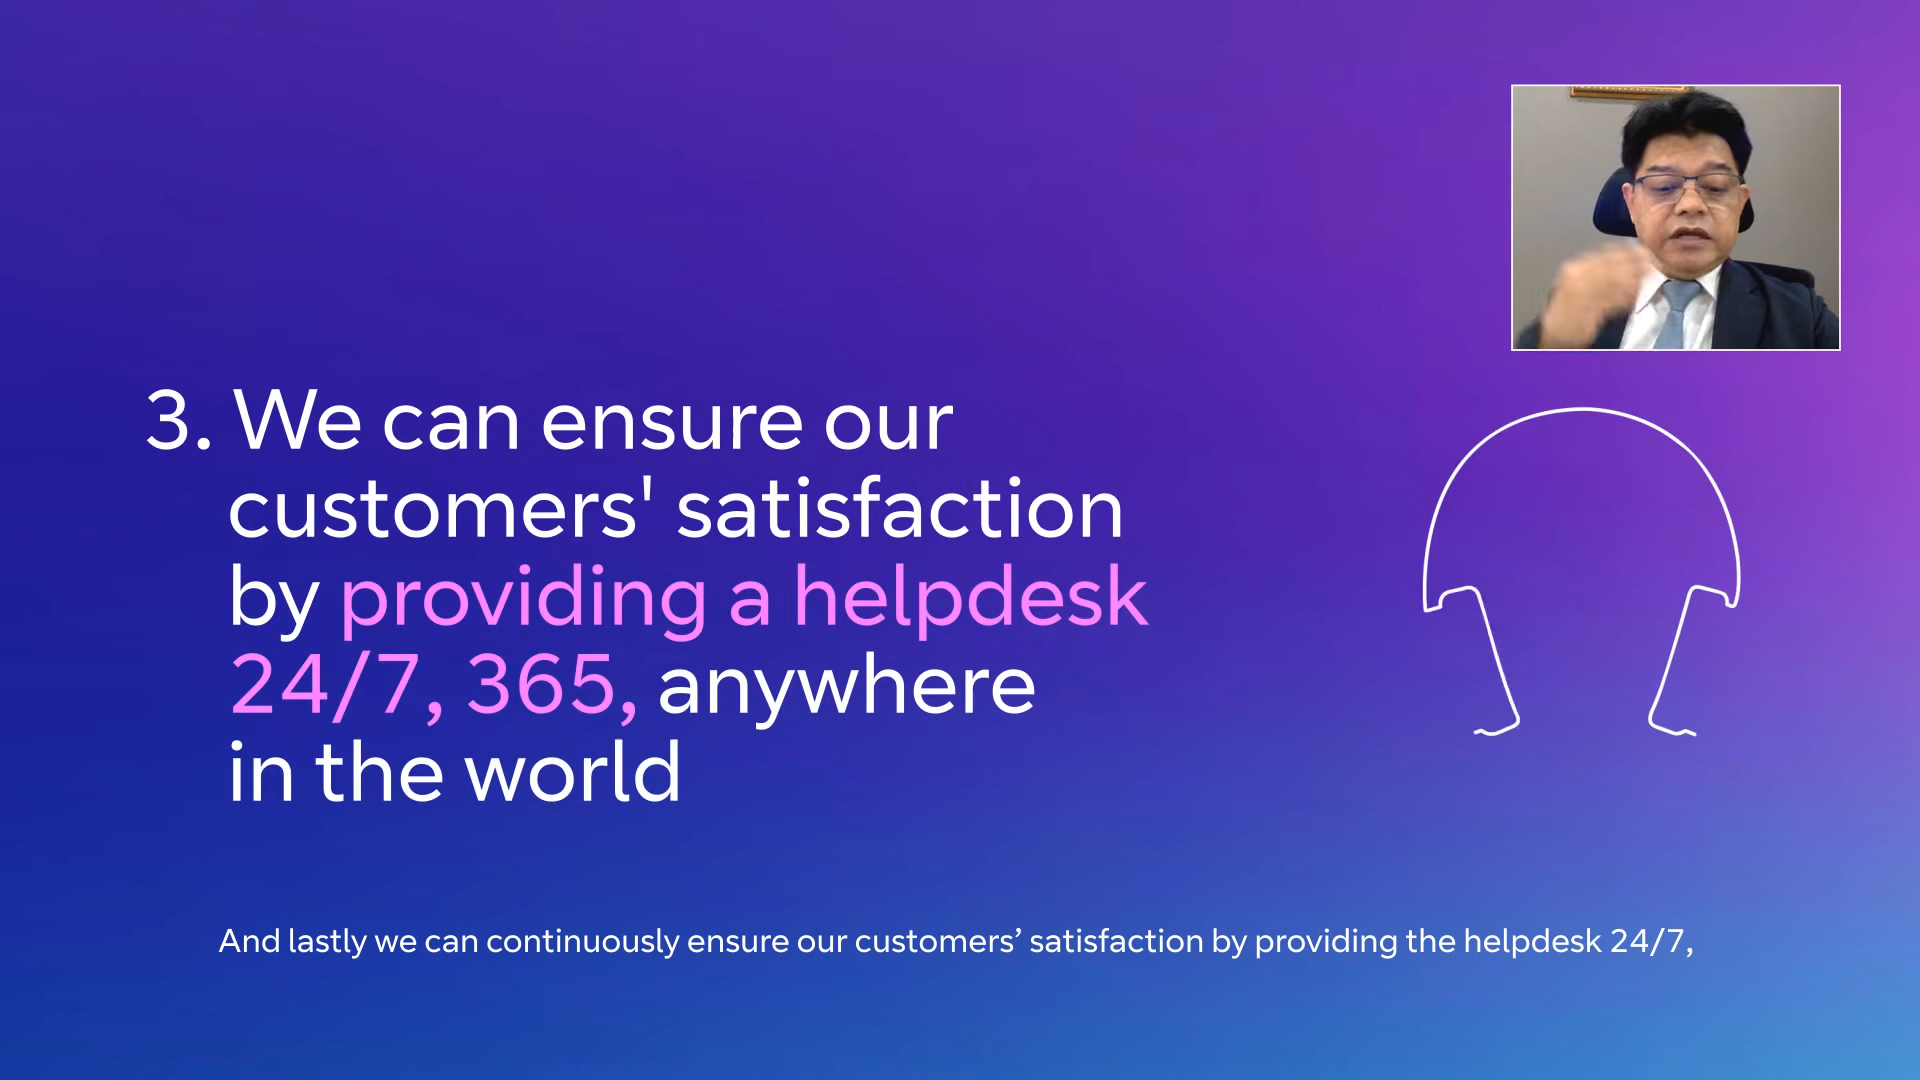 3. We can ensure our
customers' satisfaction
by providing a helpdesk
24/7, 365, anywhere
in the world
And lastly we can continuously ensure our customers’ satisfaction by providing the helpdesk 24/7,